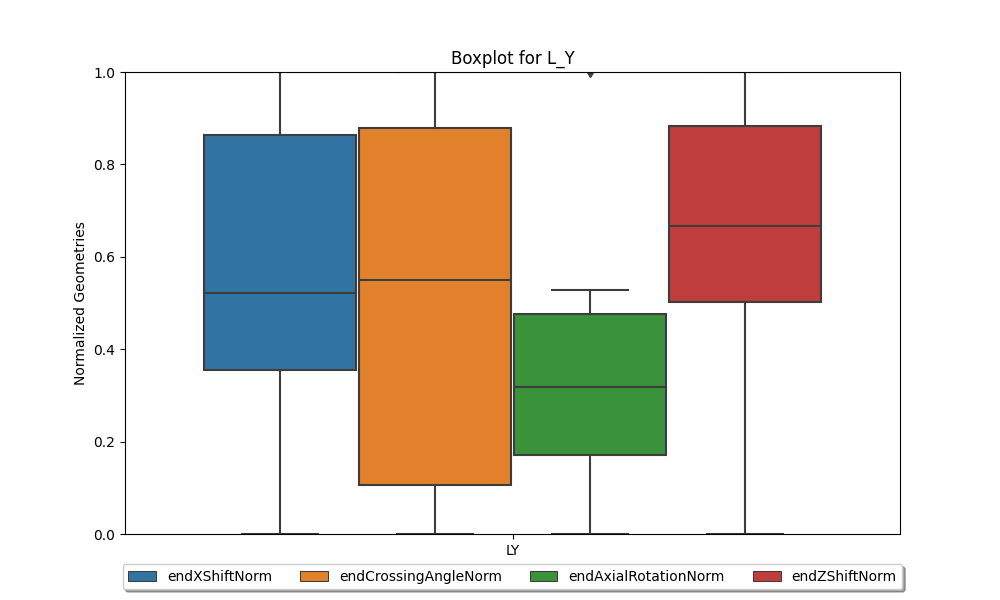 Boxplot for L_Y
1.0
0.8
0.6
0.4
0.2
0.0
Normalized Geometries
LY
endXShiftNorm endCrossingAngleNorm endAxialRotationNorm endZShiftNorm